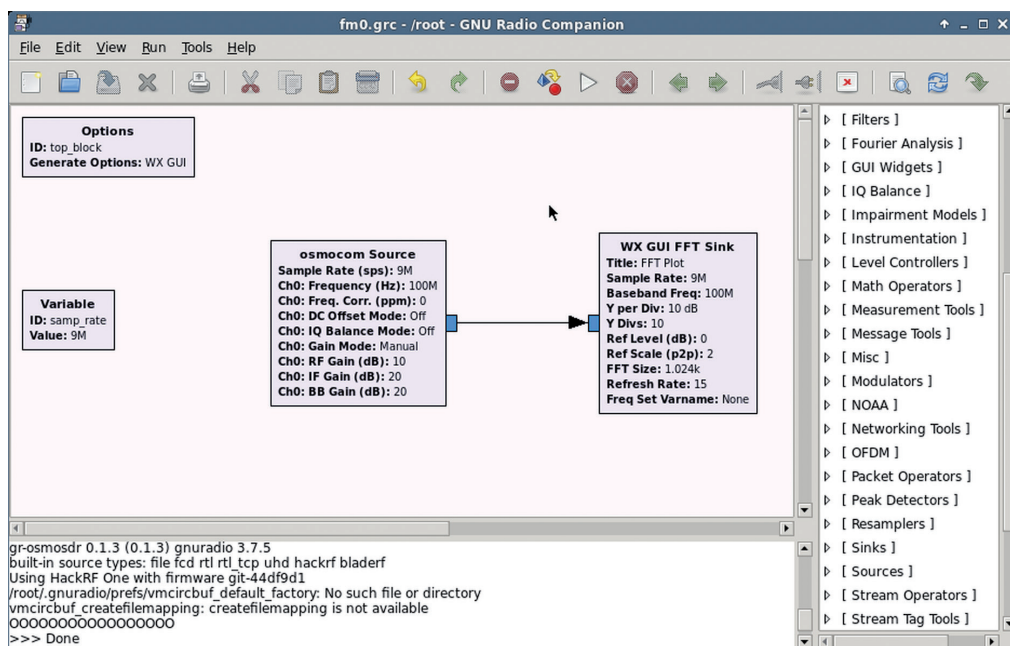 fm0.grc - /root - GNU Radio Companion
File Edit View Run Tools Help
Options
ID: top_block
Generate Options: WX GUI
Variable
ID: samp_rate
Value: 9M
osmocom Source
Sample Rate (sps): 9M
Ch0: Frequency (Hz): 100M
Ch0: Freq. Corr. (ppm): 0
Ch0: DC Offset Mode: Off
Ch0: IQ Balance Mode: Off
Ch0: Gain Mode: Manual
Ch0: RF Gain (dB): 10
Ch0: IF Gain (dB): 20
Ch0: BB Gain (dB): 20
WX GUI FFT Sink
Title: FFT Plot
Sample Rate: 9M
Baseband Freq: 100M
Y per Div: 10 dB
Y Divs: 10
Ref Level (dB): 0
Ref Scale (p2p): 2
FFT Size: 1.024k
Refresh Rate: 15
Freq Set Varname: None
[ Filters ]
[ Fourier Analysis ]
[ GUI Widgets ]
[ IQ Balance ]
[ Impairment Models ]
[ Instrumentation ]
[ Level Controllers ]
[ Math Operators ]
[ Measurement Tools ]
[ Message Tools ]
[ Misc ]
[ Modulators ]
[ NOAA ]
[ Networking Tools ]
[ OFDM ]
[ Packet Operators ]
[ Peak Detectors ]
[ Resamplers ]
[ Sinks ]
[ Sources ]
[ Stream Operators ]
[ Stream Tag Tools ]
gr-osmosdr 0.1.3 (0.1.3) gnuradio 3.7.5
built-in source types: file fcd rtl rtl_tcp uhd hackrf bladerf
Using HackRF One with firmware git-44df9d1
/root/.gnuradio/prefs/vmcircbuf_default_factory: No such file or directory
vmcircbuf_createfilemapping: createfilemapping is not available
OOOOOOOOOOOOOOOOO
>>> Done